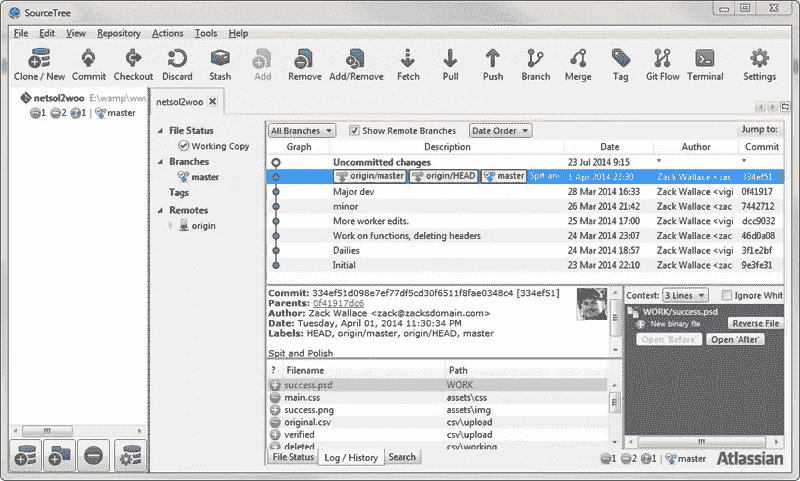 SourceTree
File Edit View Repository Actions Tools Help
Clone / New Commit Checkout Discard Stash Add Remove Add/Remove Fetch Pull Push Branch Merge Tag Git Flow Terminal Settings
netsol2woo E:\wamp\www
1 2 1 master
netsol2woo
File Status
Working Copy
Branches
master
Tags
Remotes
origin
All Branches Show Remote Branches Date Order Jump to:
Graph Description Date Author Commit
Uncommitted changes 23 Jul 2014 9:15 * *
origin/master origin/HEAD master Spit an 1 Apr 2014 23:30 Zack Wallace <zac 334ef51
Major dev 28 Mar 2014 16:33 Zack Wallace <vigi 0f41917
minor 26 Mar 2014 21:42 Zack Wallace <zac 7442712
More worker edits. 25 Mar 2014 17:00 Zack Wallace <vigi dcc9032
Work on functions, deleting headers 24 Mar 2014 23:07 Zack Wallace <vigi 46d0a08
Dailies 24 Mar 2014 18:57 Zack Wallace <vigi 3f1e2bf
Initial 23 Mar 2014 22:10 Zack Wallace <zac 9e3fe31
Commit: 334ef51d098e7ef77df5cd30f6511f8fae0348c4 [334ef51]
Parents: 0f41917dc6
Author: Zack Wallace <zack@zacksdomain.com>
Date: Tuesday, April 01, 2014 11:30:34 PM
Labels: HEAD, origin/master, origin/HEAD, master
Spit and Polish
? Filename Path
success.psd WORK
main.css assets\css
success.png assets\img
original.csv csv\upload
verified csv\upload
deleted csv\working
File Status Log / History Search
Context: 3 Lines Ignore Whit
WORK/success.psd
New binary file Reverse File
Open 'Before' Open 'After'
1 2 1 master Atlassian